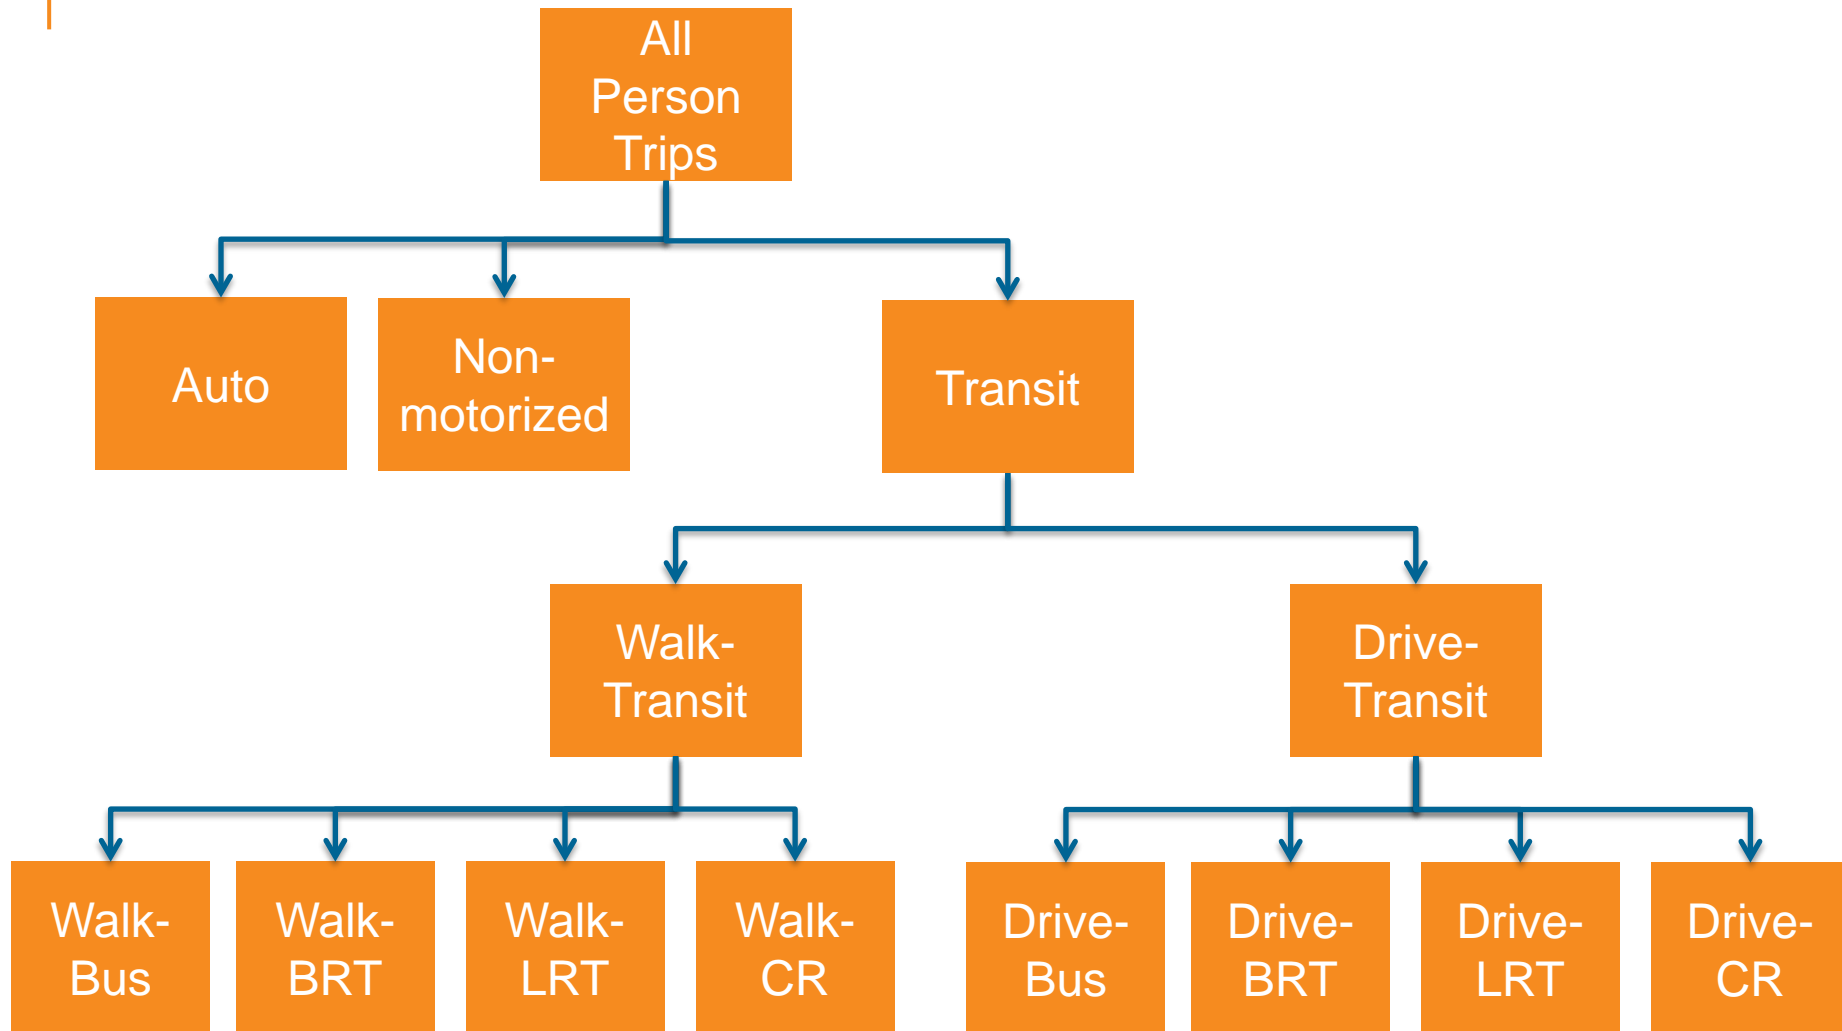 All
Person
Trips
Auto
Non-
motorized
Transit
Walk-
Transit
Drive-
Transit
Walk-
Bus
Walk-
BRT
Walk-
LRT
Walk-
CR
Drive-
Bus
Drive-
BRT
Drive-
LRT
Drive-
CR